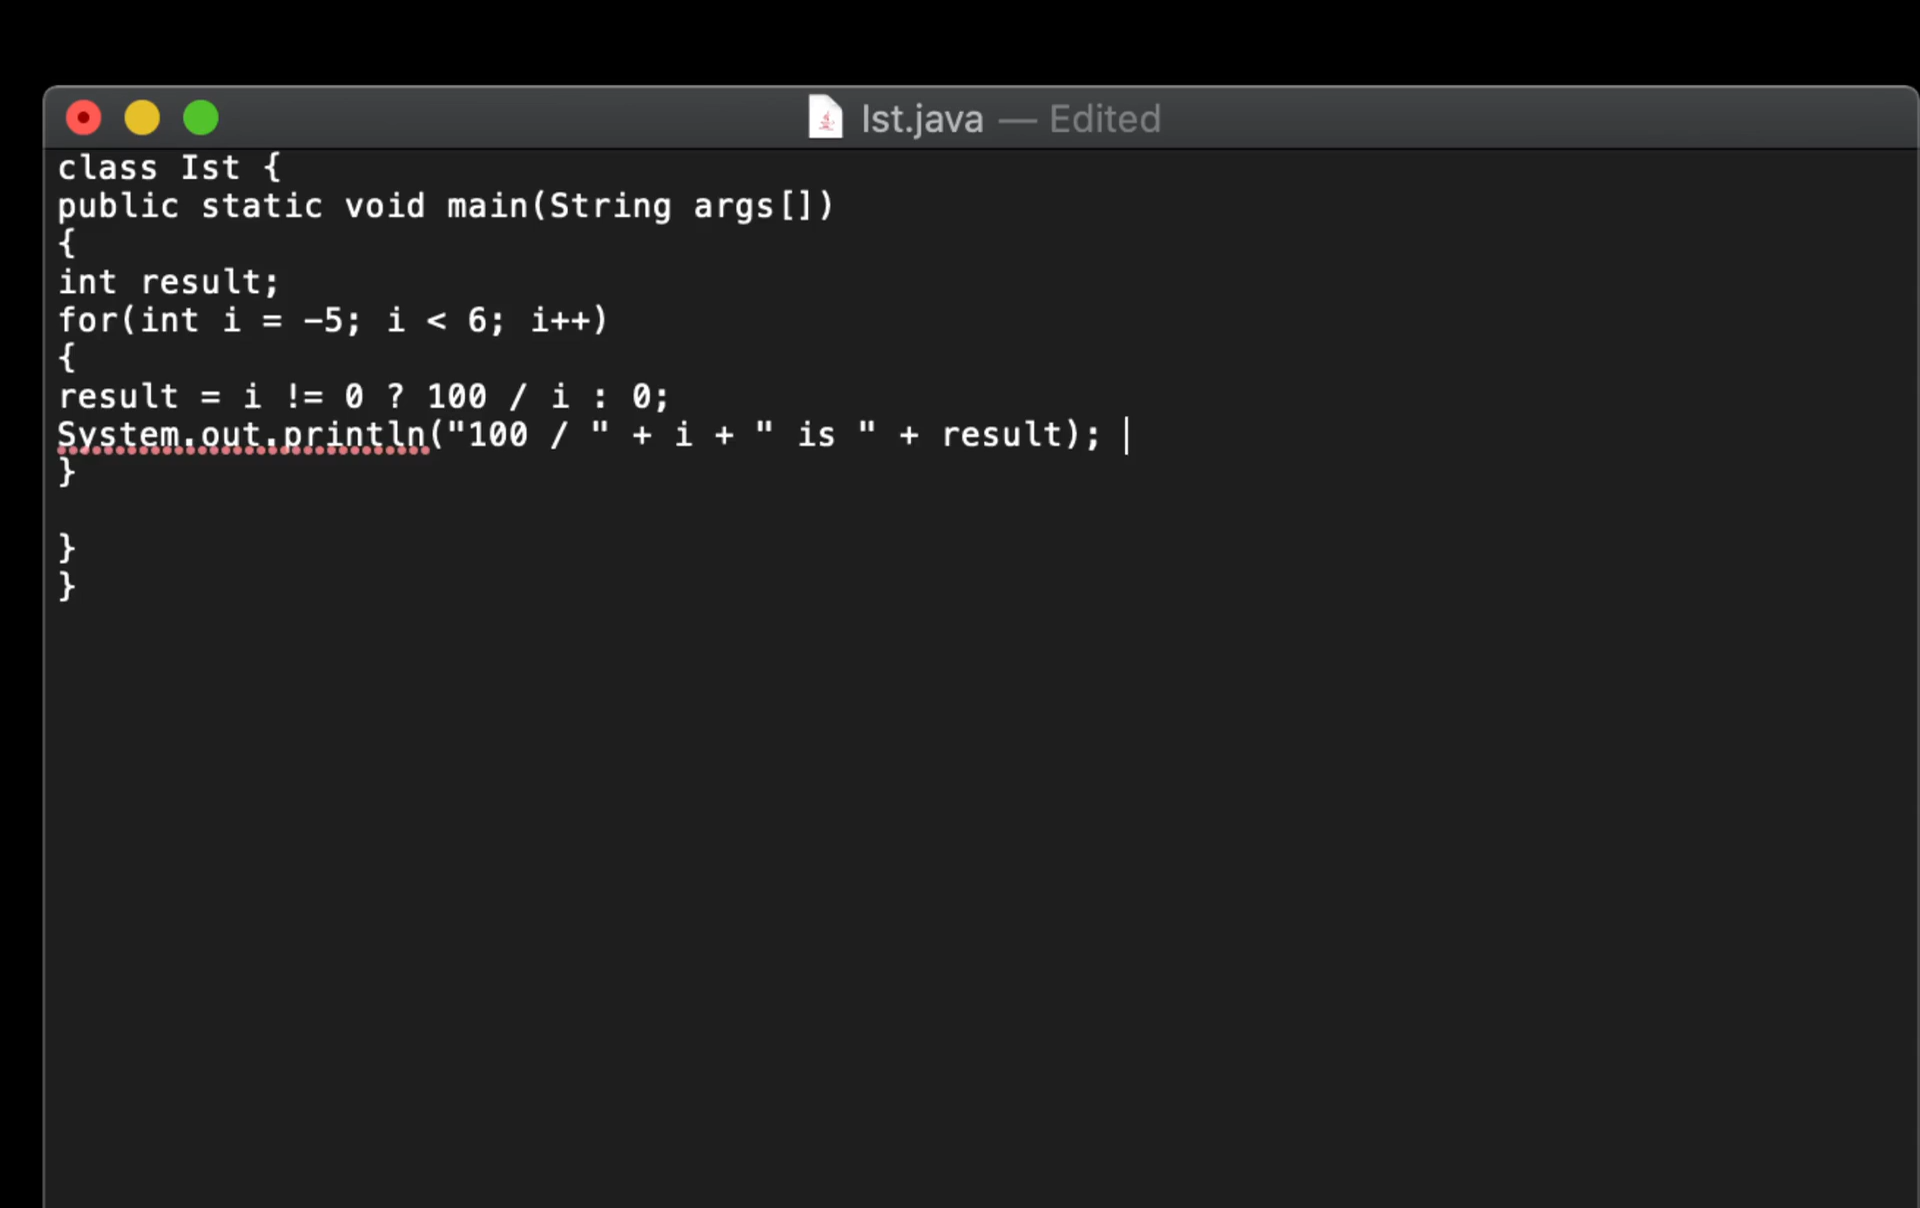 Ist.java — Edited
class Ist {
public static void main(String args[])
{
int result;
for(int i = -5; i < 6; i++)
{
result = i != 0 ? 100 / i : 0;
System.out.println("100 / " + i + " is " + result);
}
}
}